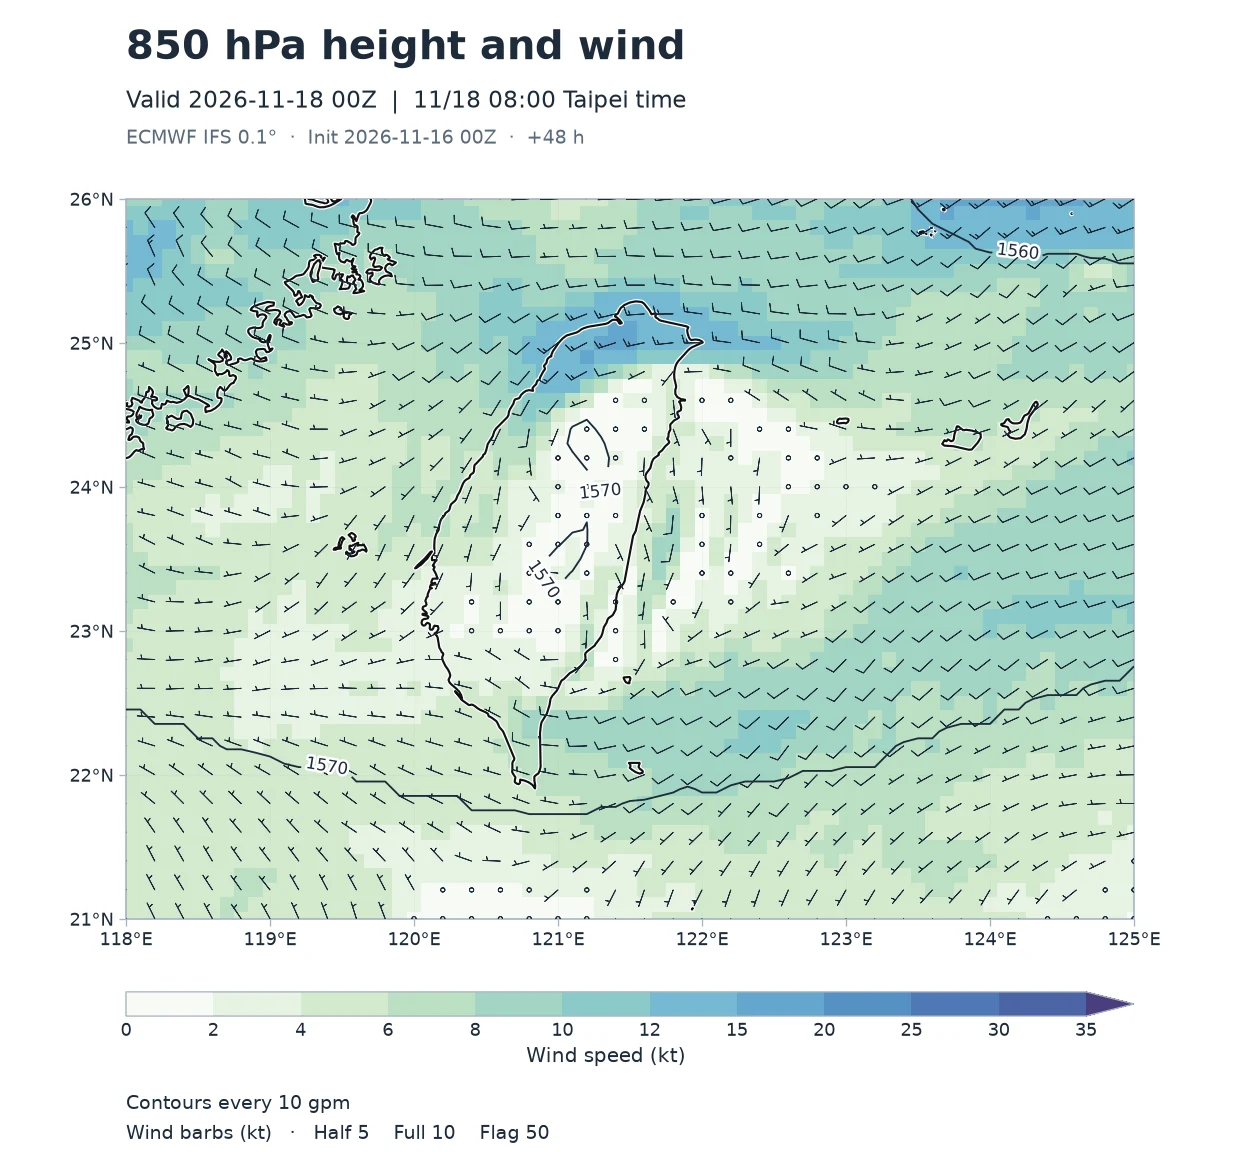 850 hPa height and wind
Valid 2026-11-18 00Z | 11/18 08:00 Taipei time
ECMWF IFS 0.1° · Init 2026-11-16 00Z · +48 h
26°N
1560
25°N
24°N
1570
1570
23°N
22°N
1570
21°N
118°E 119°E 120°E 121°E 122°E 123°E 124°E 125°E
0 2 4 6 8 10 12 15 20 25 30 35
Wind speed (kt)
Contours every 10 gpm
Wind barbs (kt) · Half 5 Full 10 Flag 50